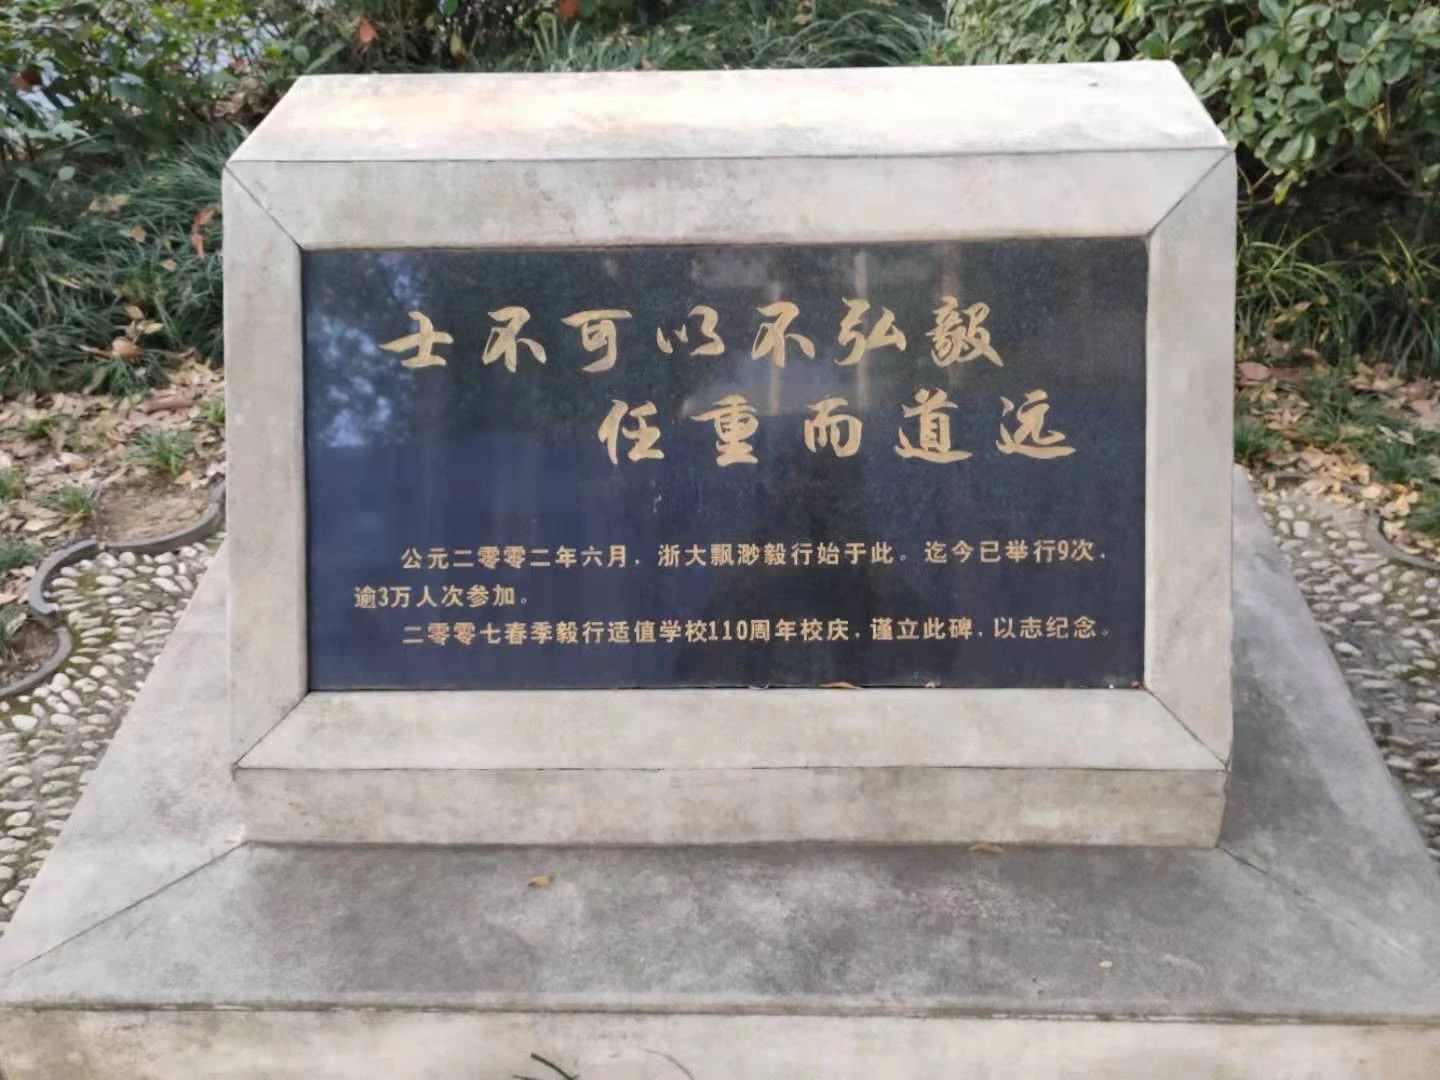 士不可以不弘毅
任重而道远
公元二零零二年六月，浙大飘渺毅行始于此。迄今已举行9次，
逾3万人次参加。
二零零七春季毅行适值学校110周年校庆，谨立此碑，以志纪念。